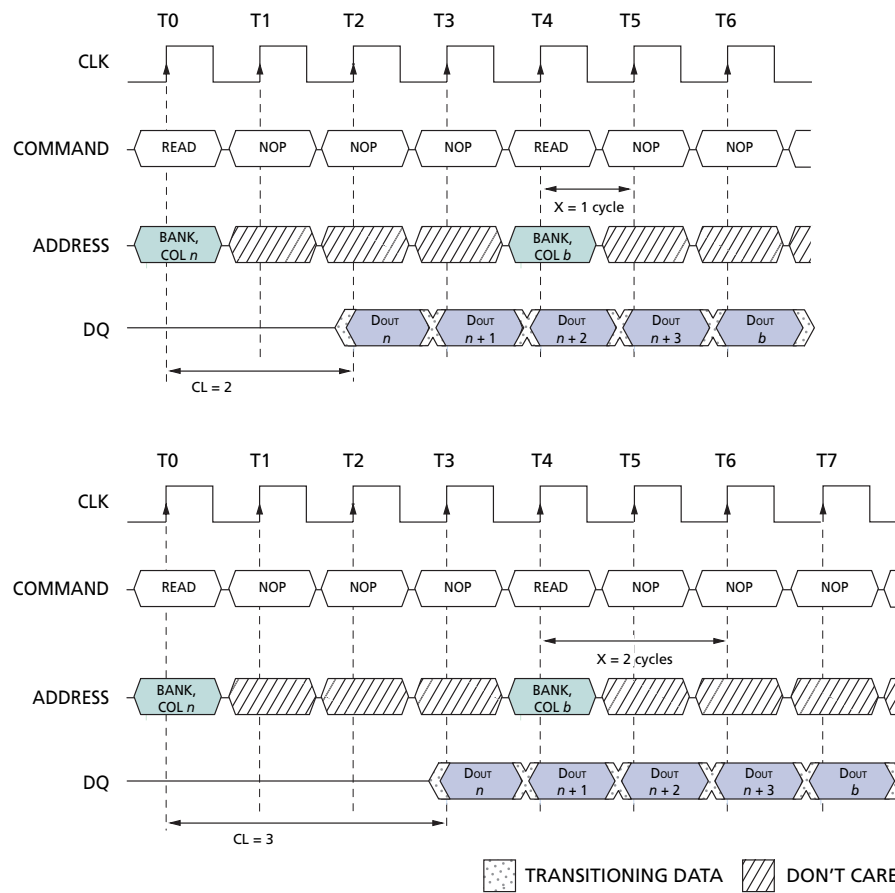 T0 T1 T2 T3 T4 T5 T6
CLK
COMMAND READ NOP NOP NOP READ NOP NOP
X = 1 cycle
ADDRESS BANK, COL n BANK, COL b
DQ DOUT n DOUT n + 1 DOUT n + 2 DOUT n + 3 DOUT b
CL = 2
T0 T1 T2 T3 T4 T5 T6 T7
CLK
COMMAND READ NOP NOP NOP READ NOP NOP NOP
X = 2 cycles
ADDRESS BANK, COL n BANK, COL b
DQ DOUT n DOUT n + 1 DOUT n + 2 DOUT n + 3 DOUT b
CL = 3
TRANSITIONING DATA DON'T CARE